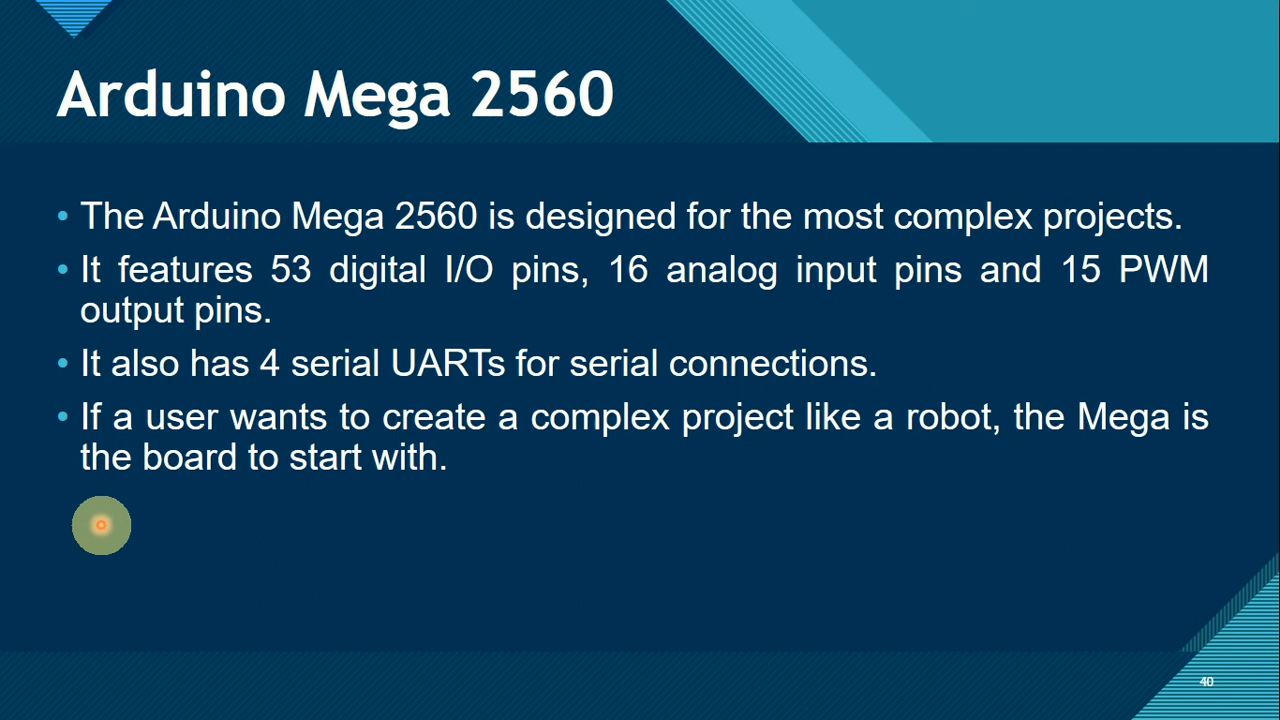 Arduino Mega 2560
• The Arduino Mega 2560 is designed for the most complex projects.
• It features 53 digital I/O pins, 16 analog input pins and 15 PWM
output pins.
• It also has 4 serial UARTs for serial connections.
• If a user wants to create a complex project like a robot, the Mega is
the board to start with.
40